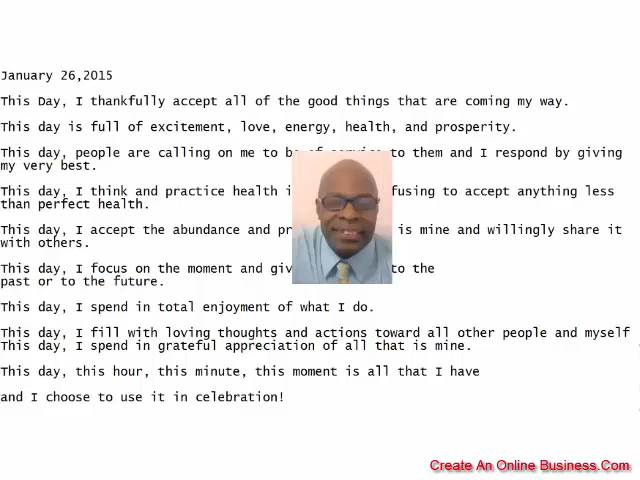 January 26,2015
This Day, I thankfully accept all of the good things that are coming my way.
This day is full of excitement, love, energy, health, and prosperity.
This day, people are calling on me to be of service to them and I respond by giving
my very best.
This day, I think and practice health fusing to accept anything less
than perfect health.
This day, I accept the abundance and is mine and willingly share it
with others.
This day, I focus on the moment and to the
past or to the future.
This day, I spend in total enjoyment of what I do.
This day, I fill with loving thoughts and actions toward all other people and myself
This day, I spend in grateful appreciation of all that is mine.
This day, this hour, this minute, this moment is all that I have
and I choose to use it in celebration!
Create An Online Business.Com